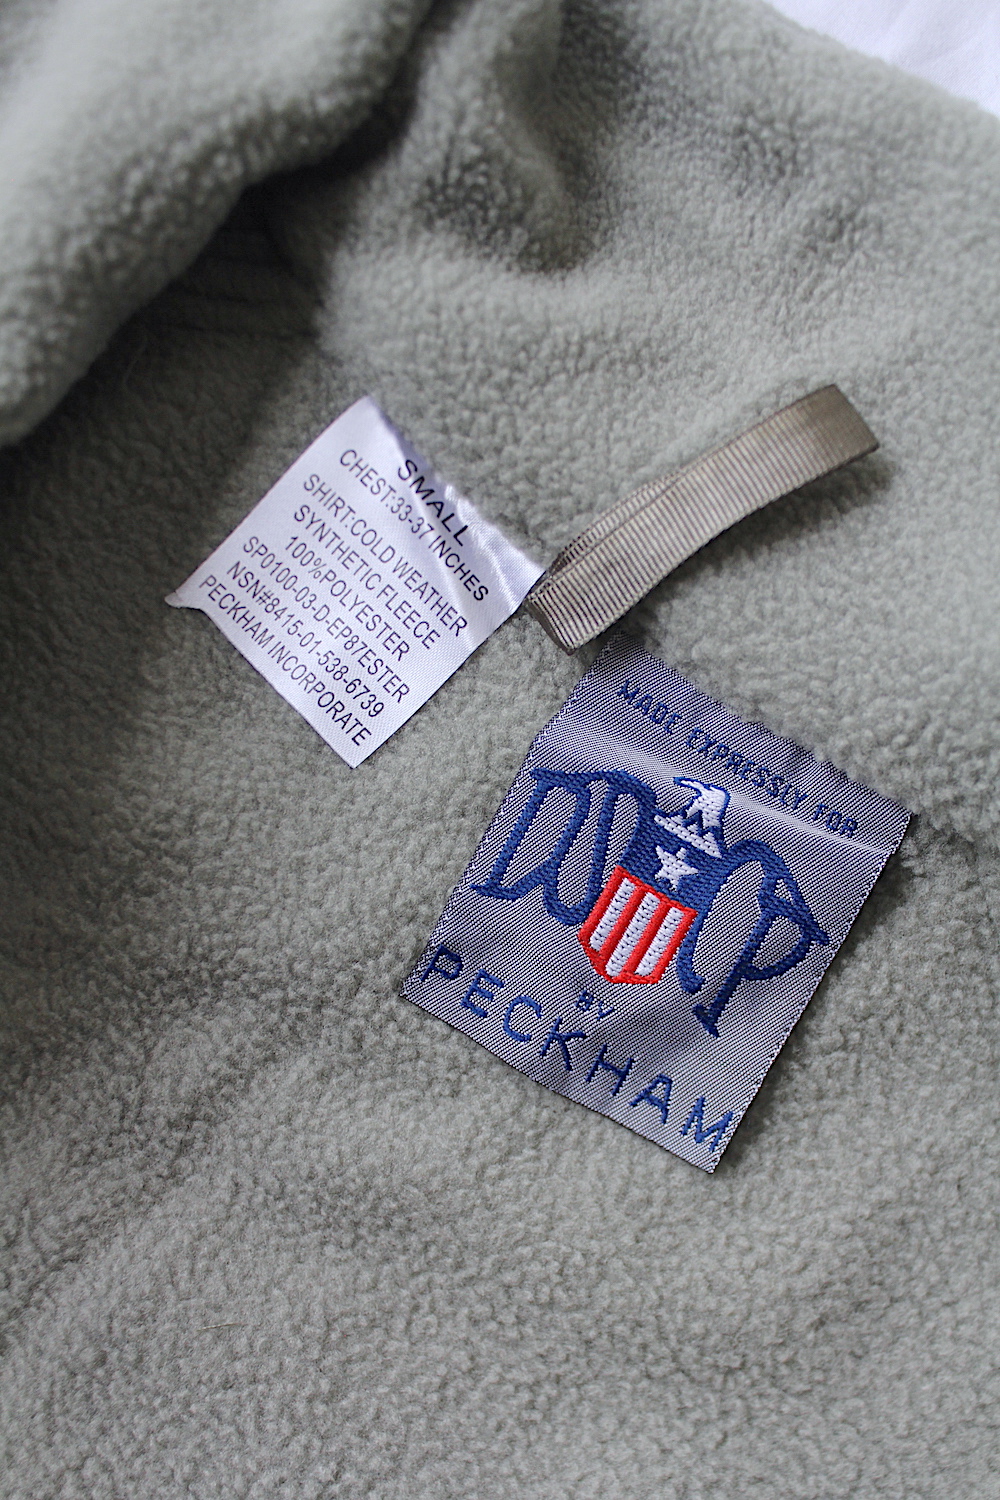 SMALL
CHEST:33-37 INCHES
SHIRT:COLD WEATHER
SYNTHETIC FLEECE
100%POLYESTER
SP0100-03-D-EP87ESTER
NSN#8415-01-538-6739
PECKHAM INCORPORATE
MADE EXPRESSLY FOR
DSCP
BY
PECKHAM